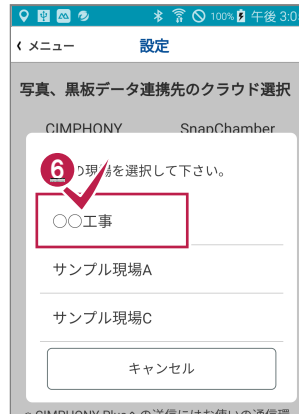 100% 午後 3:0
メニュー 設定
写真、黒板データ連携先のクラウド選択
CIMPHONY SnapChamber
6 の現場を選択して下さい。
○○工事
サンプル現場A
サンプル現場C
キャンセル
CIMPHONY Plusへの送信にはお使いの通信環